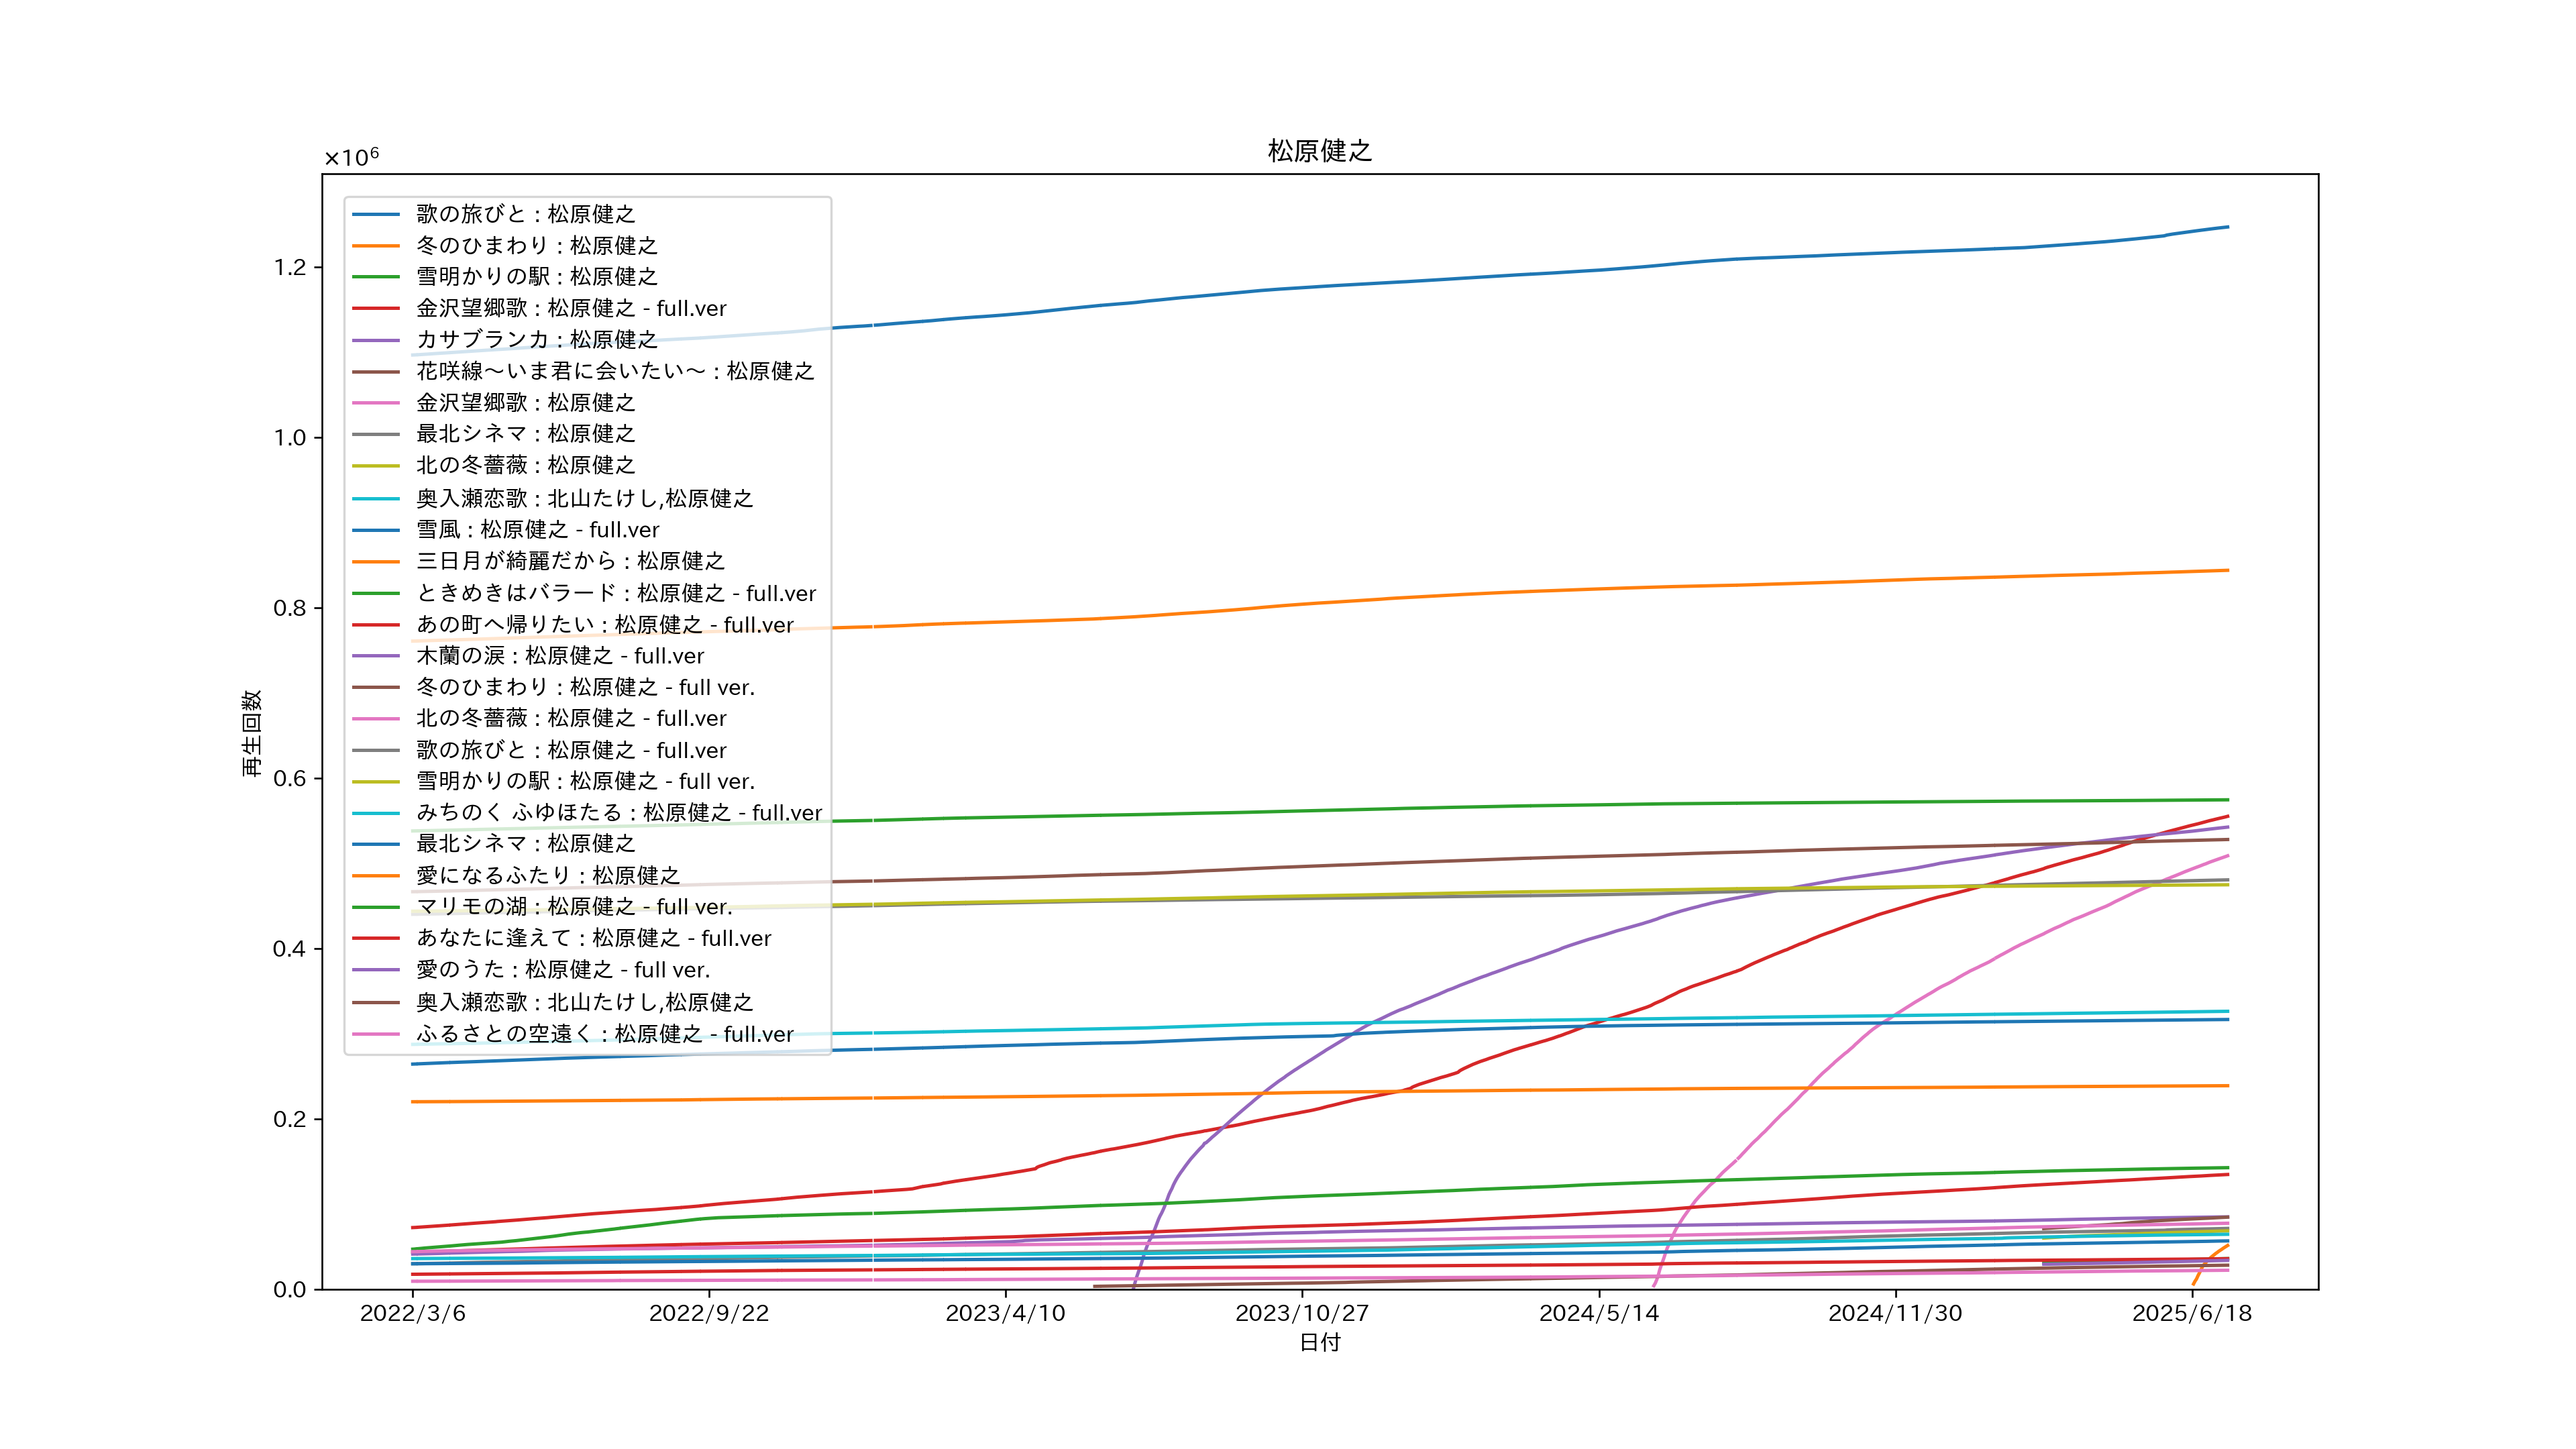 松原健之
×10⁶
歌の旅びと : 松原健之
冬のひまわり : 松原健之
雪明かりの駅 : 松原健之
金沢望郷歌 : 松原健之 - full.ver
カサブランカ : 松原健之
花咲線～いま君に会いたい～ : 松原健之
金沢望郷歌 : 松原健之
最北シネマ : 松原健之
北の冬薔薇 : 松原健之
奥入瀬恋歌 : 北山たけし,松原健之
雪風 : 松原健之 - full.ver
三日月が綺麗だから : 松原健之
ときめきはバラード : 松原健之 - full.ver
あの町へ帰りたい : 松原健之 - full.ver
木蘭の涙 : 松原健之 - full.ver
冬のひまわり : 松原健之 - full ver.
北の冬薔薇 : 松原健之 - full.ver
歌の旅びと : 松原健之 - full.ver
雪明かりの駅 : 松原健之 - full ver.
みちのく ふゆほたる : 松原健之 - full.ver
最北シネマ : 松原健之
愛になるふたり : 松原健之
マリモの湖 : 松原健之 - full ver.
あなたに逢えて : 松原健之 - full.ver
愛のうた : 松原健之 - full ver.
奥入瀬恋歌 : 北山たけし,松原健之
ふるさとの空遠く : 松原健之 - full.ver
1.2
1.0
0.8
0.6
0.4
0.2
0.0
再生回数
2022/3/6 2022/9/22 2023/4/10 2023/10/27 2024/5/14 2024/11/30 2025/6/18
日付